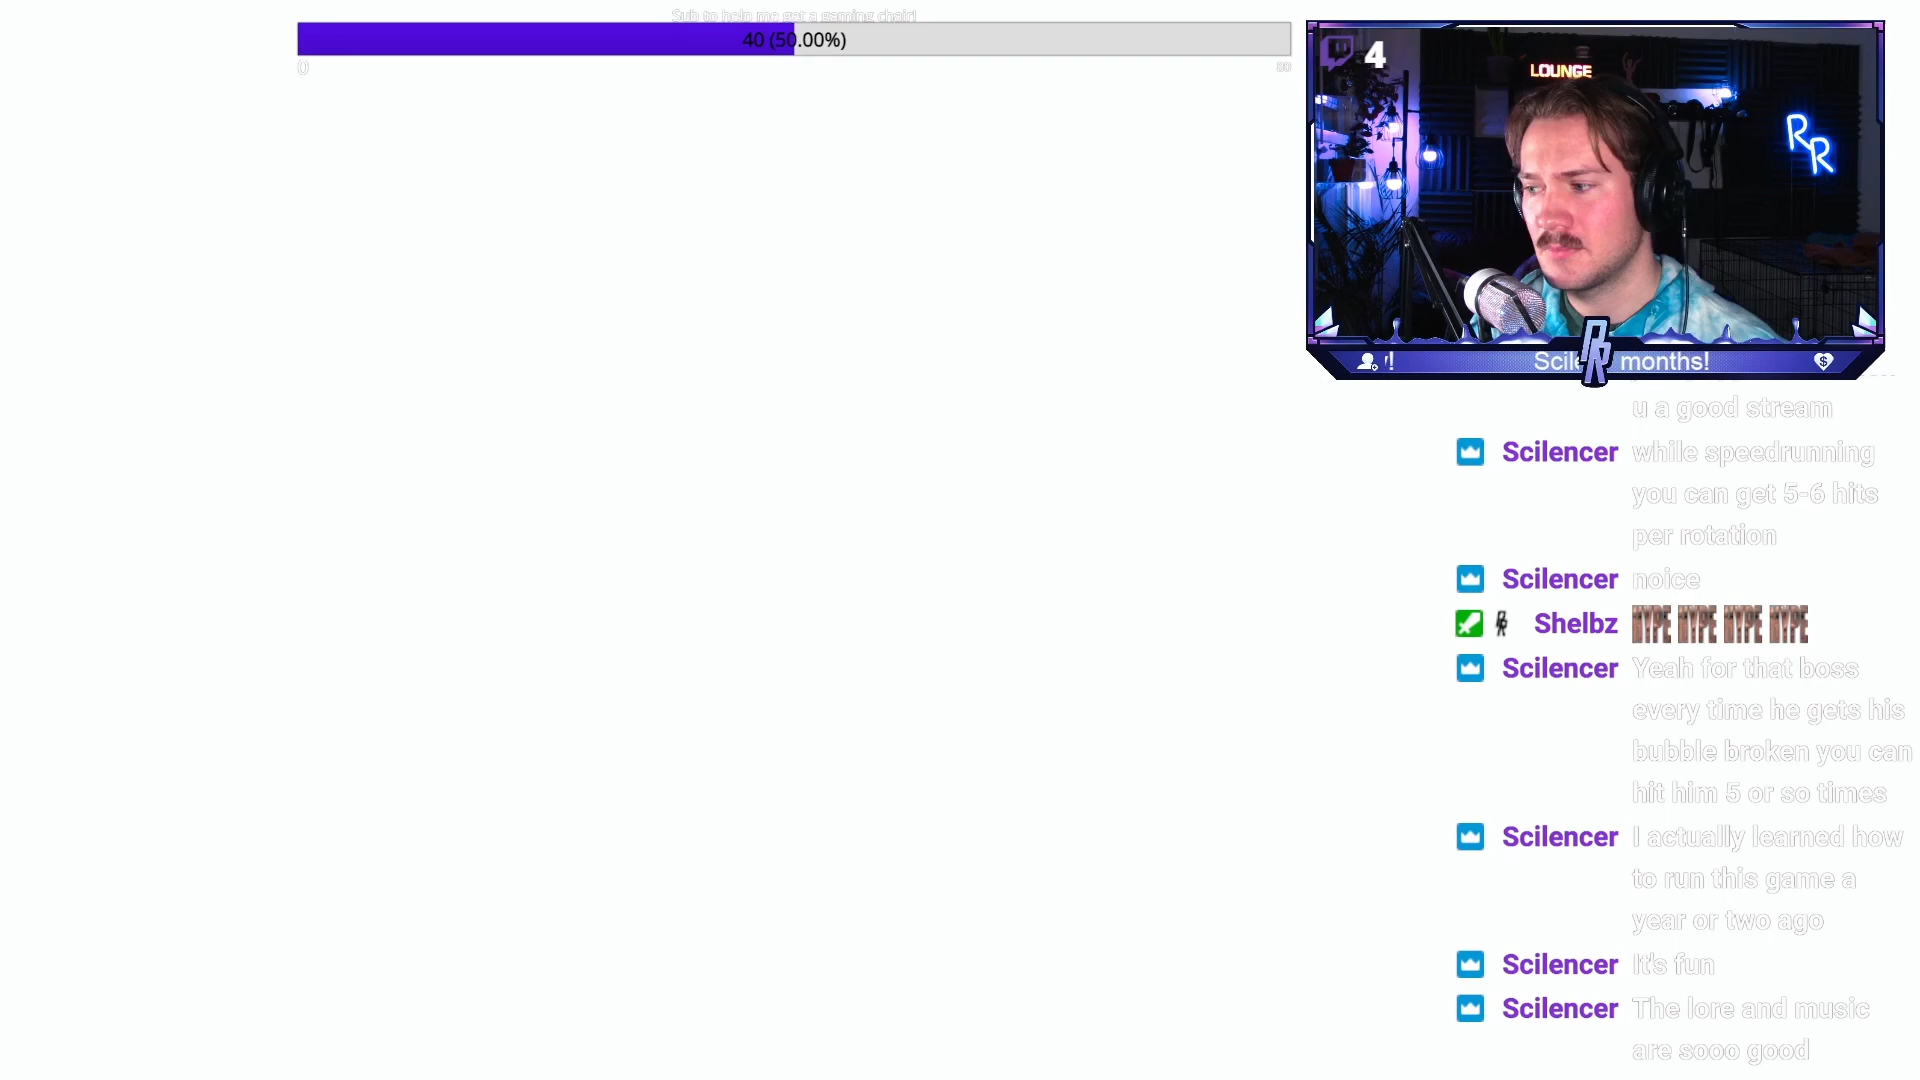 Sub to help me get a gaming chair!
40 (50.00%)
0
80
4
LOUNGE
RR
Scile months!
u a good stream
Scilencer while speedrunning
you can get 5-6 hits
per rotation
Scilencer noice
Shelbz HYPE HYPE HYPE HYPE
Scilencer Yeah for that boss
every time he gets his
bubble broken you can
hit him 5 or so times
Scilencer I actually learned how
to run this game a
year or two ago
Scilencer It's fun
Scilencer The lore and music
are sooo good